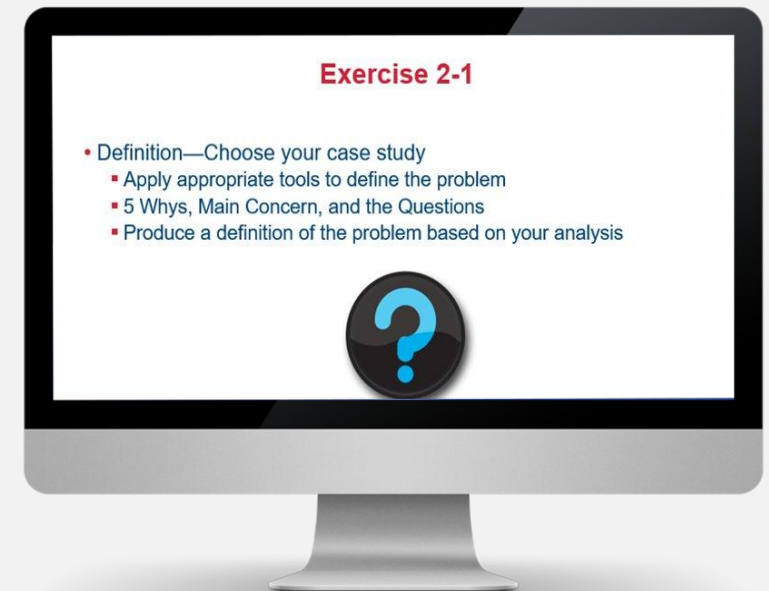 Exercise 2-1
• Definition—Choose your case study
▪ Apply appropriate tools to define the problem
▪ 5 Whys, Main Concern, and the Questions
▪ Produce a definition of the problem based on your analysis
?